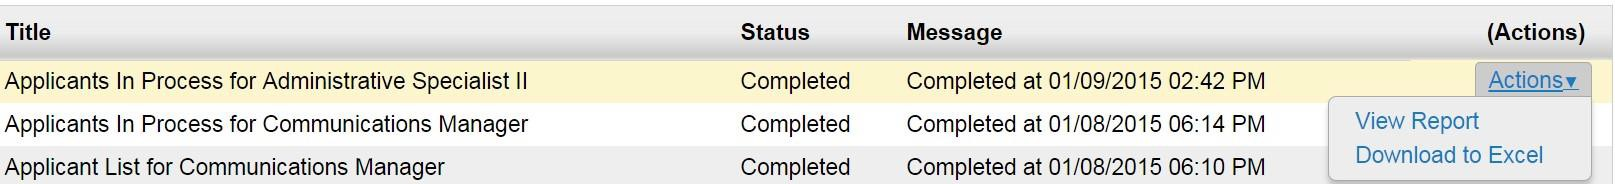 Title Status Message (Actions)
Applicants In Process for Administrative Specialist II Completed Completed at 01/09/2015 02:42 PM Actions▾
Applicants In Process for Communications Manager Completed Completed at 01/08/2015 06:14 PM View Report
Applicant List for Communications Manager Completed Completed at 01/08/2015 06:10 PM Download to Excel